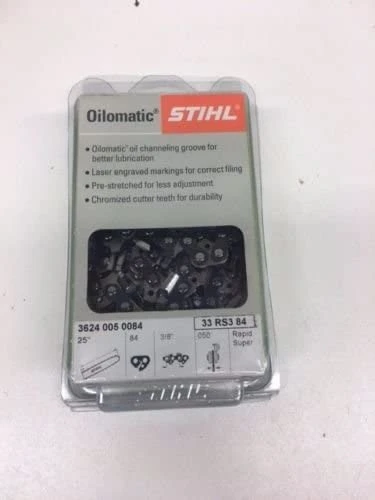 Oilomatic® STIHL®
• Oilomatic® oil channeling groove for
better lubrication
• Laser engraved markings for correct filing
• Pre-stretched for less adjustment
• Chromized cutter teeth for durability
3624 005 0084 33 RS3 84
25" 84 3/8" .050 Rapid
Super
STIHL